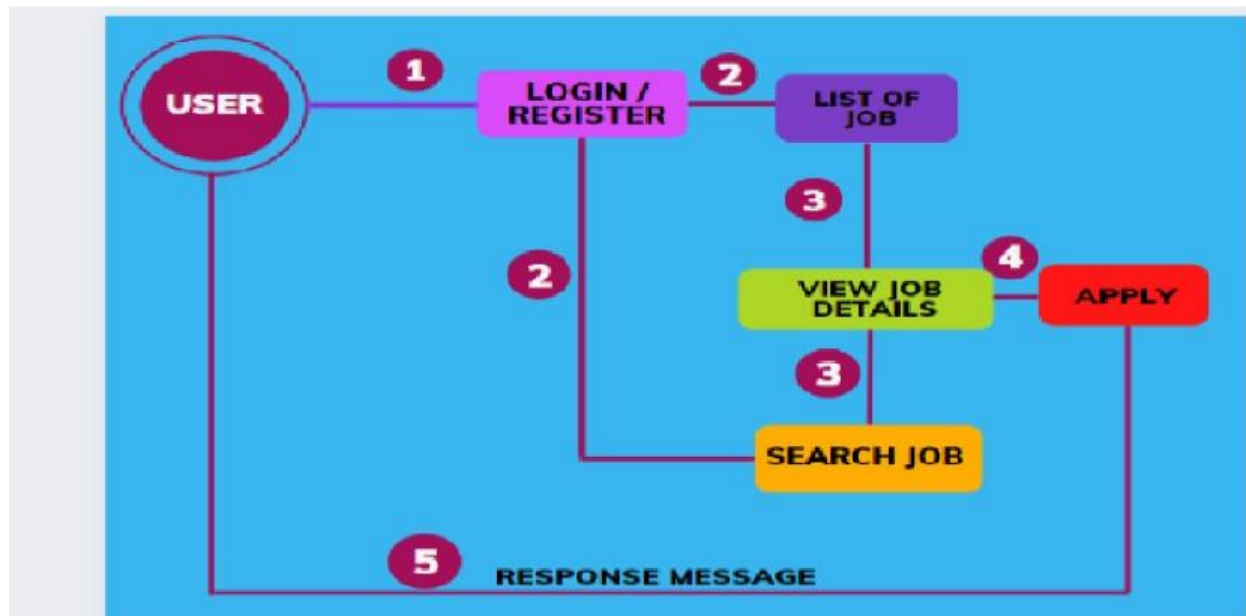 1
2
USER
LOGIN /
REGISTER
LIST OF
JOB
3
2
4
VIEW JOB
DETAILS
APPLY
3
SEARCH JOB
5
RESPONSE MESSAGE